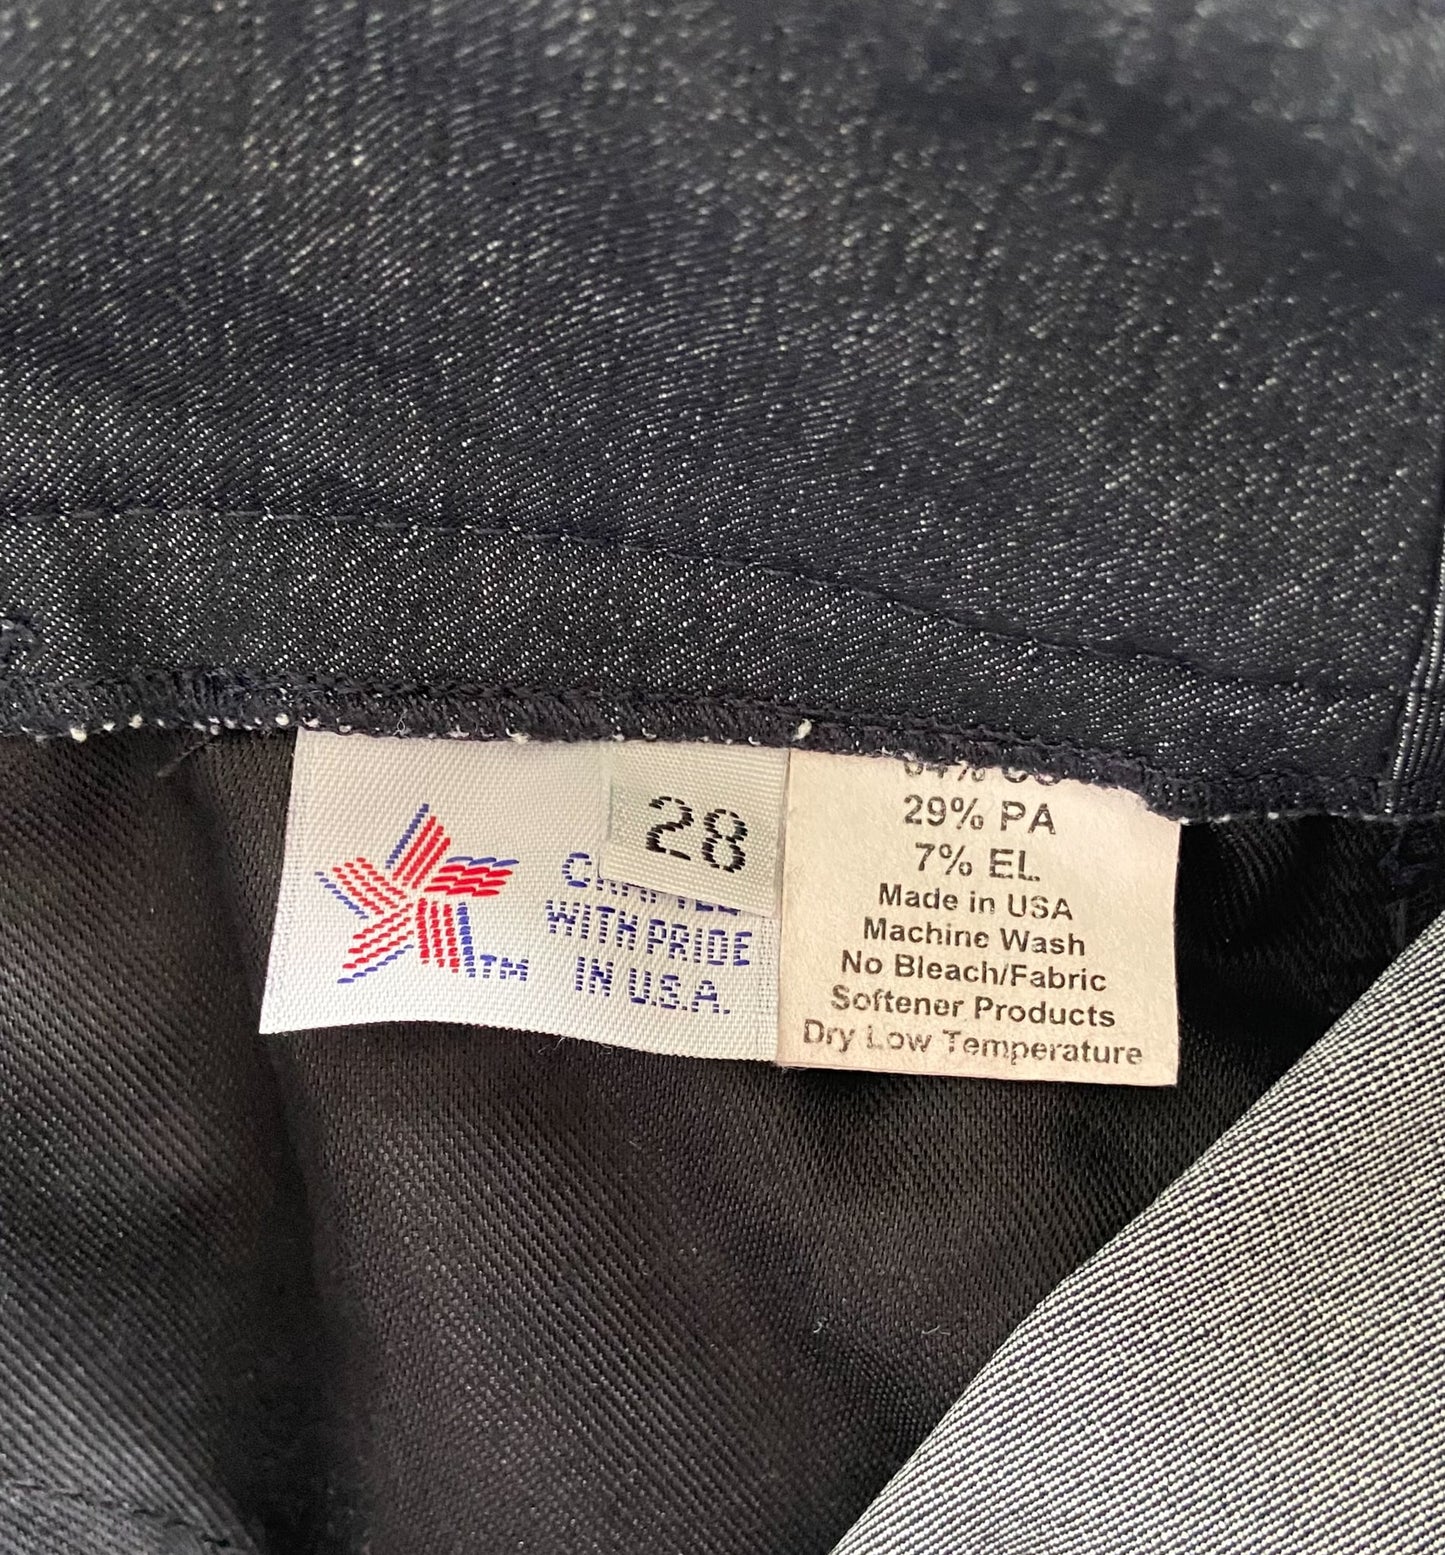 28
WITH PRIDE
IN U.S.A.
TM
29% PA
7% EL
Made in USA
Machine Wash
No Bleach/Fabric
Softener Products
Dry Low Temperature